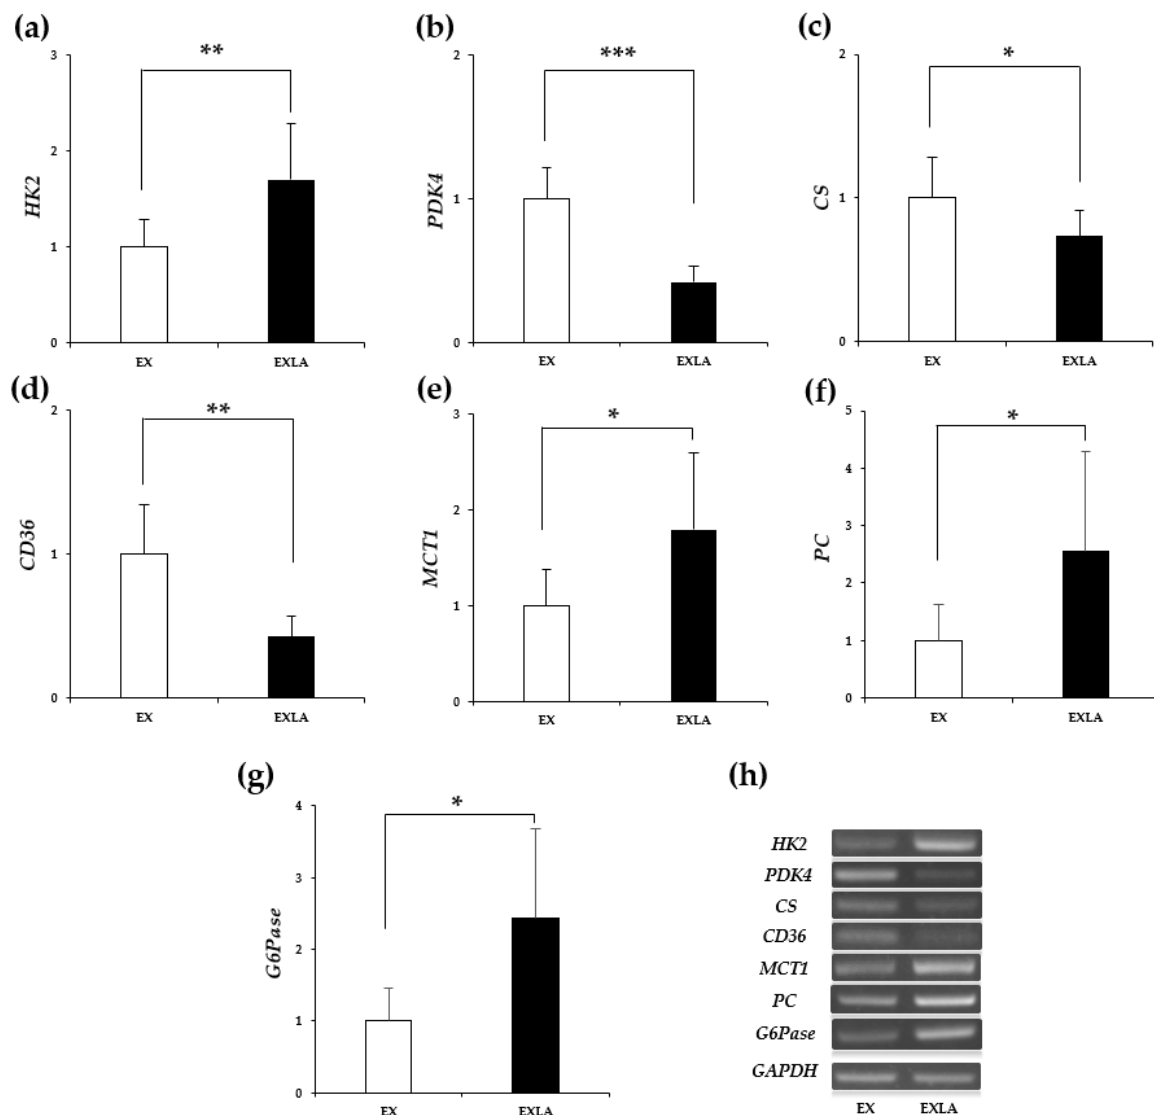 (a)
**
3
2
1
0
HK2
EX
EXLA
(b)
***
2
1
0
PDK4
EX
EXLA
(c)
*
2
1
0
CS
EX
EXLA
(d)
**
2
1
0
CD36
EX
EXLA
(e)
*
3
2
1
0
MCT1
EX
EXLA
(f)
*
5
4
3
2
1
0
PC
EX
EXLA
(g)
*
4
3
2
1
0
G6Pase
EX
EXLA
(h)
HK2
PDK4
CS
CD36
MCT1
PC
G6Pase
GAPDH
EX EXLA